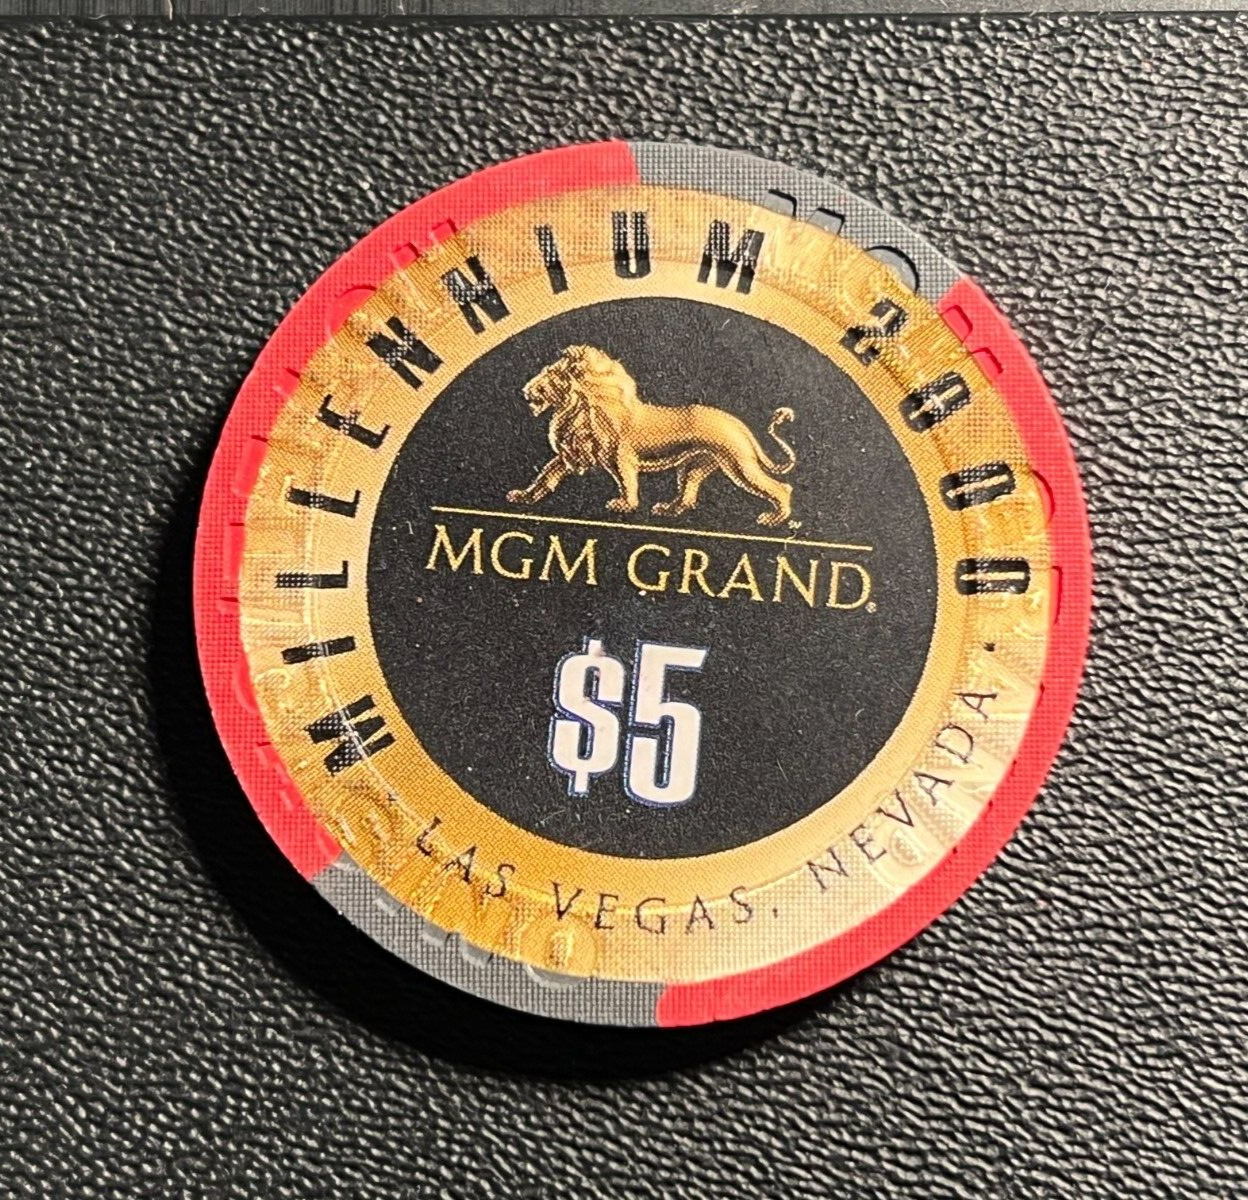 MILLENNIUM 2000
MGM GRAND®
$5
LAS VEGAS, NEVADA